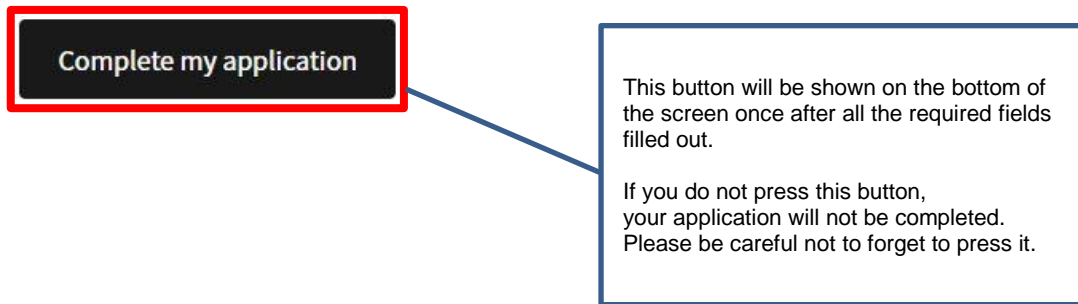 Complete my application
This button will be shown on the bottom of
the screen once after all the required fields
filled out.
If you do not press this button,
your application will not be completed.
Please be careful not to forget to press it.